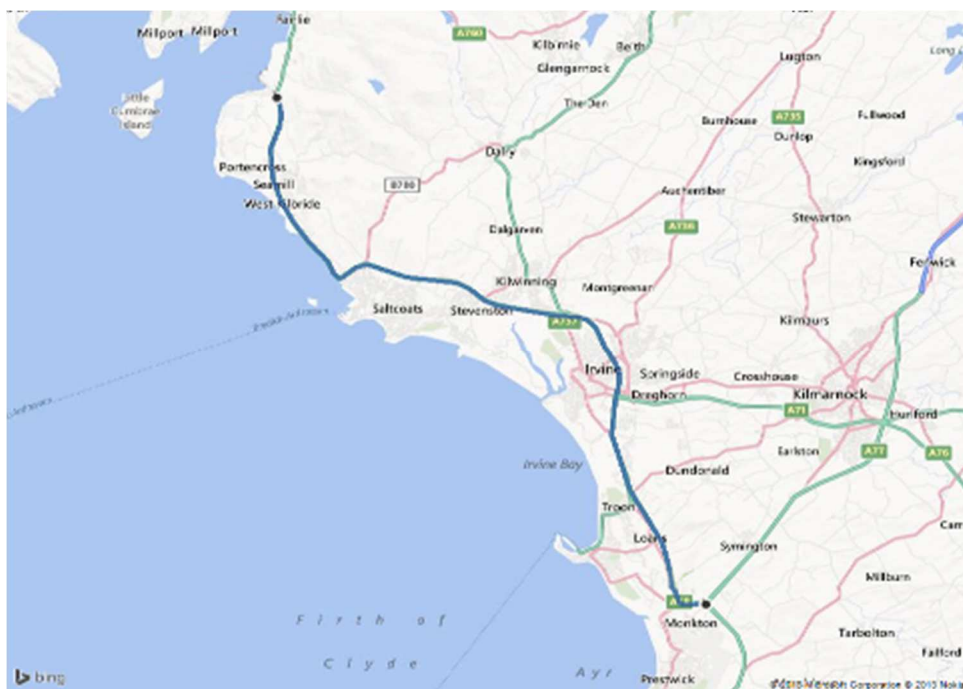 Fairlie
Millport Millport
A760
Kilbirnie
Beith
Glengarnock
Lugton
Little
Cumbrae
Island
The Den
Burnhouse
A735
Dunlop
Fullwood
Dalry
Kingsford
Portencross
Seamill
B780
West Kilbride
Auchentiber
Stewarton
Dalgarven
A736
Fenwick
Kilwinning
Montgreenan
Saltcoats
Stevenston
A737
Kilmaurs
Irvine
Springside
Crosshouse
Dreghorn
Kilmarnock
A71
Hurlford
Earlston
A77
A76
Irvine Bay
Dundonald
Troon
Loans
Symington
Millburn
A78
Monkton
Firth of
Clyde
Tarbolton
Failford
Ayr
Prestwick
bing